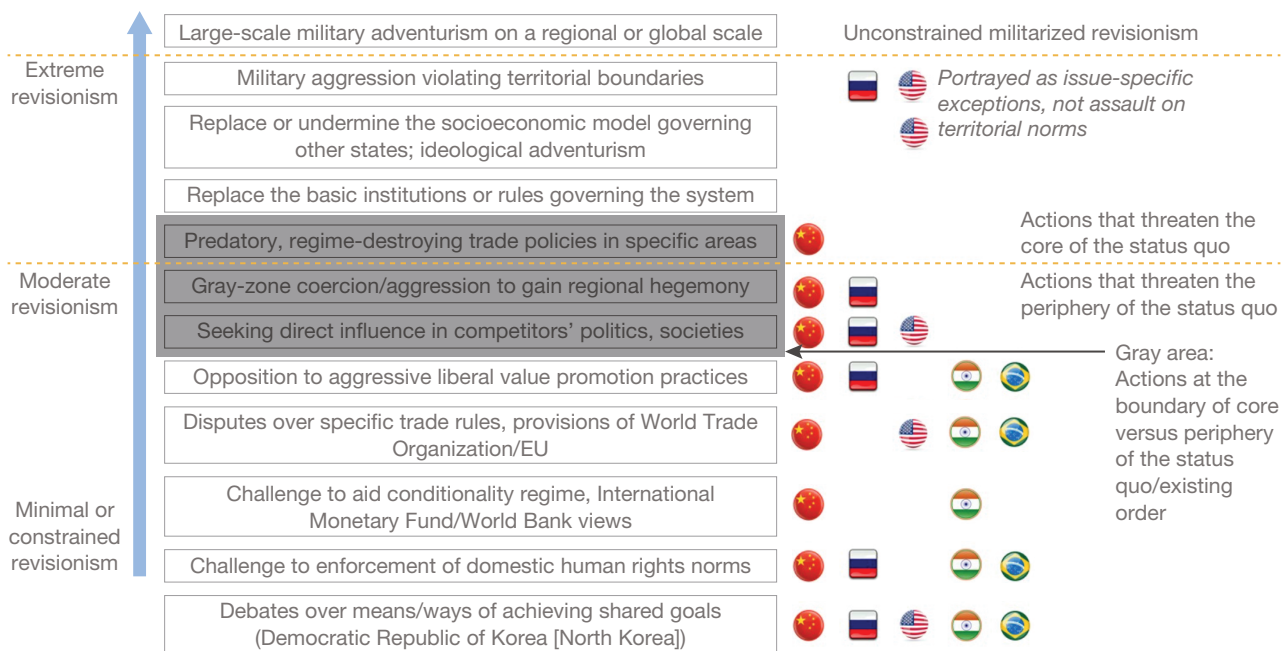 Large-scale military adventurism on a regional or global scale
Unconstrained militarized revisionism
Extreme
revisionism
Military aggression violating territorial boundaries
Portrayed as issue-specific
exceptions, not assault on
territorial norms
Replace or undermine the socioeconomic model governing
other states; ideological adventurism
Replace the basic institutions or rules governing the system
Predatory, regime-destroying trade policies in specific areas
Actions that threaten the
core of the status quo
Moderate
revisionism
Gray-zone coercion/aggression to gain regional hegemony
Actions that threaten the
periphery of the status quo
Seeking direct influence in competitors’ politics, societies
Gray area:
Actions at the
boundary of core
versus periphery
of the status
quo/existing
order
Opposition to aggressive liberal value promotion practices
Disputes over specific trade rules, provisions of World Trade
Organization/EU
Minimal or
constrained
revisionism
Challenge to aid conditionality regime, International
Monetary Fund/World Bank views
Challenge to enforcement of domestic human rights norms
Debates over means/ways of achieving shared goals
(Democratic Republic of Korea [North Korea])